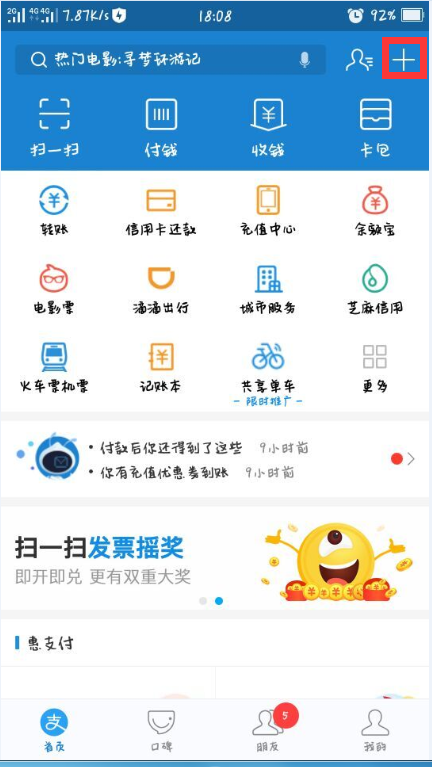 2G 4G 4G 7.87K/s 18:08 92%
热门电影:寻梦环游记
扫一扫 付钱 收钱 卡包
转账 信用卡还款 充值中心 余额宝
电影票 滴滴出行 城市服务 芝麻信用
火车票机票 记账本 共享单车 更多
- 限时推广 -
· 付款后你还得到了这些 9小时前
· 你有充值优惠券到账 9小时前
扫一扫发票摇奖
即开即兑 更有双重大奖
惠支付
支 5
首页 口碑 朋友 我的